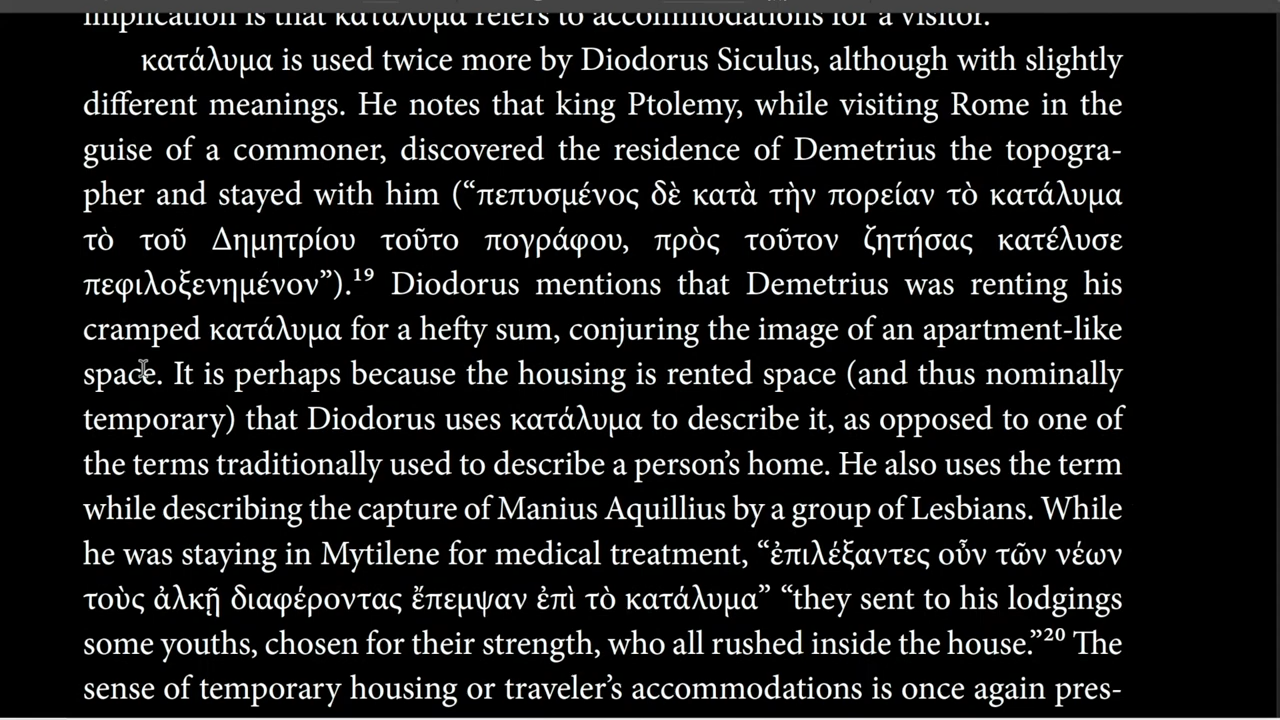 implication is that κατάλυμα refers to accommodations for a visitor.
κατάλυμα is used twice more by Diodorus Siculus, although with slightly
different meanings. He notes that king Ptolemy, while visiting Rome in the
guise of a commoner, discovered the residence of Demetrius the topogra-
pher and stayed with him (“πεπυσμένος δὲ κατὰ τὴν πορείαν τὸ κατάλυμα
τὸ τοῦ Δημητρίου τοῦτο πογράφου, πρὸς τοῦτον ζητήσας κατέλυσε
πεφιλοξενημένον”).¹⁹ Diodorus mentions that Demetrius was renting his
cramped κατάλυμα for a hefty sum, conjuring the image of an apartment-like
space. It is perhaps because the housing is rented space (and thus nominally
temporary) that Diodorus uses κατάλυμα to describe it, as opposed to one of
the terms traditionally used to describe a person’s home. He also uses the term
while describing the capture of Manius Aquillius by a group of Lesbians. While
he was staying in Mytilene for medical treatment, “ἐπιλέξαντες οὖν τῶν νέων
τοὺς ἀλκῇ διαφέροντας ἔπεμψαν ἐπὶ τὸ κατάλυμα” “they sent to his lodgings
some youths, chosen for their strength, who all rushed inside the house.”²⁰ The
sense of temporary housing or traveler’s accommodations is once again pres-